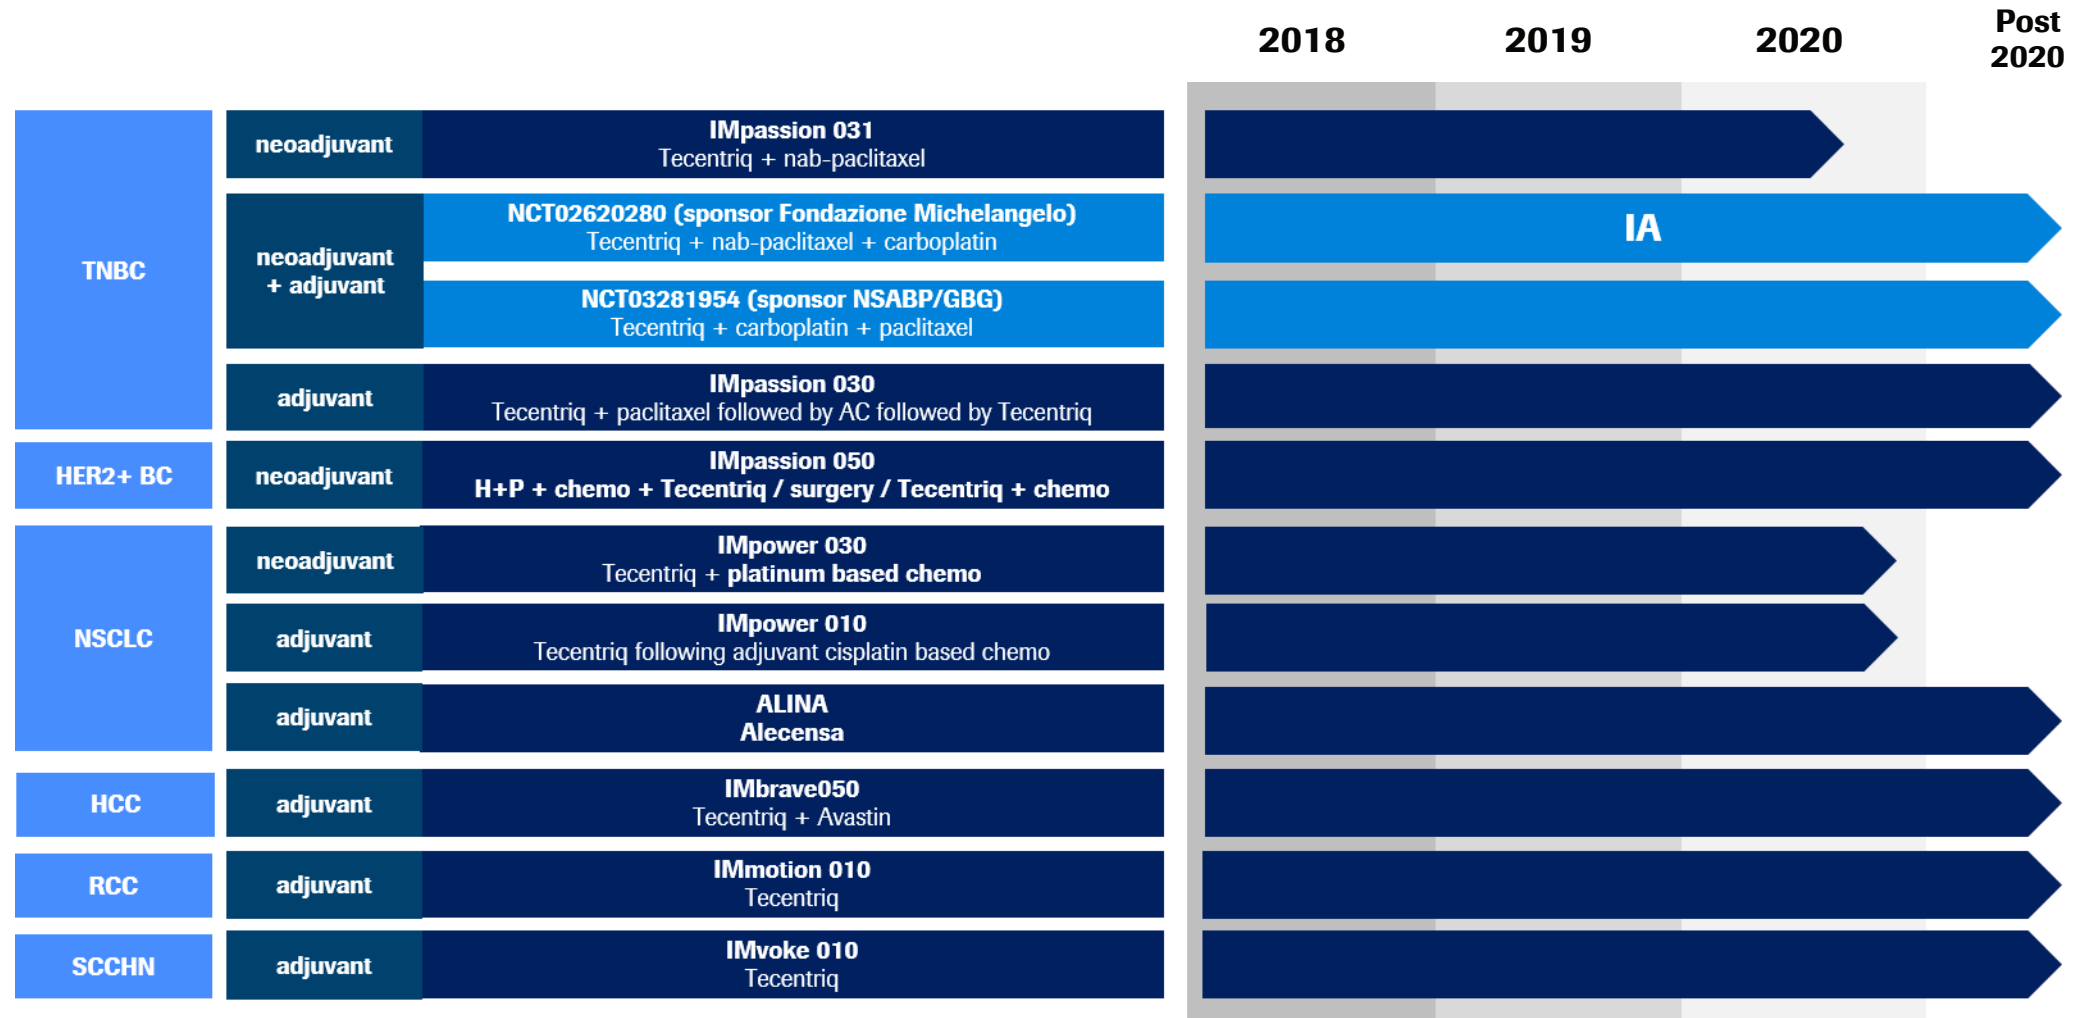 2018
2019
2020
Post
2020
TNBC
neoadjuvant
IMpassion 031
Tecentriq + nab-paclitaxel
neoadjuvant
+ adjuvant
NCT02620280 (sponsor Fondazione Michelangelo)
Tecentriq + nab-paclitaxel + carboplatin
IA
NCT03281954 (sponsor NSABP/GBG)
Tecentriq + carboplatin + paclitaxel
adjuvant
IMpassion 030
Tecentriq + paclitaxel followed by AC followed by Tecentriq
HER2+ BC
neoadjuvant
IMpassion 050
H+P + chemo + Tecentriq / surgery / Tecentriq + chemo
NSCLC
neoadjuvant
IMpower 030
Tecentriq + platinum based chemo
adjuvant
IMpower 010
Tecentriq following adjuvant cisplatin based chemo
adjuvant
ALINA
Alecensa
HCC
adjuvant
IMbrave050
Tecentriq + Avastin
RCC
adjuvant
IMmotion 010
Tecentriq
SCCHN
adjuvant
IMvoke 010
Tecentriq